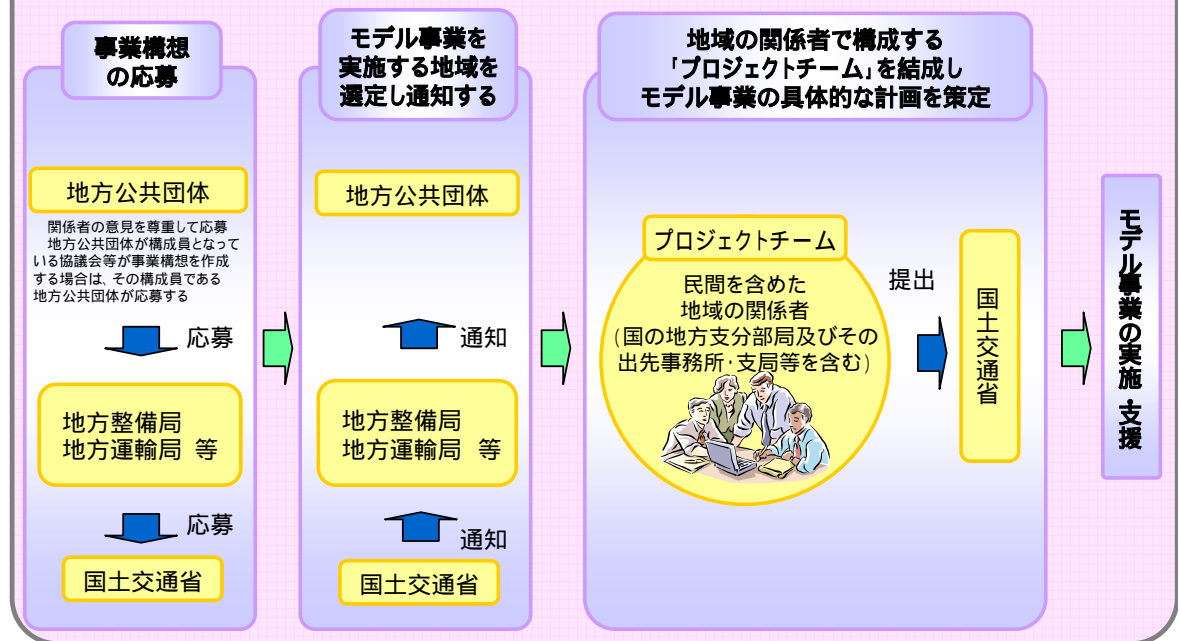 事業構想
の応募
地方公共団体
関係者の意見を尊重して応募
地方公共団体が構成員となって
いる協議会等が事業構想を作成
する場合は、その構成員である
地方公共団体が応募する
応募
地方整備局
地方運輸局 等
応募
国土交通省
モデル事業を
実施する地域を
選定し通知する
地方公共団体
通知
地方整備局
地方運輸局 等
通知
国土交通省
地域の関係者で構成する
「プロジェクトチーム」を結成し
モデル事業の具体的な計画を策定
プロジェクトチーム
民間を含めた
地域の関係者
(国の地方支分部局及びその
出先事務所・支局等を含む)
提出
国土交通省
モデル事業の実施・支援